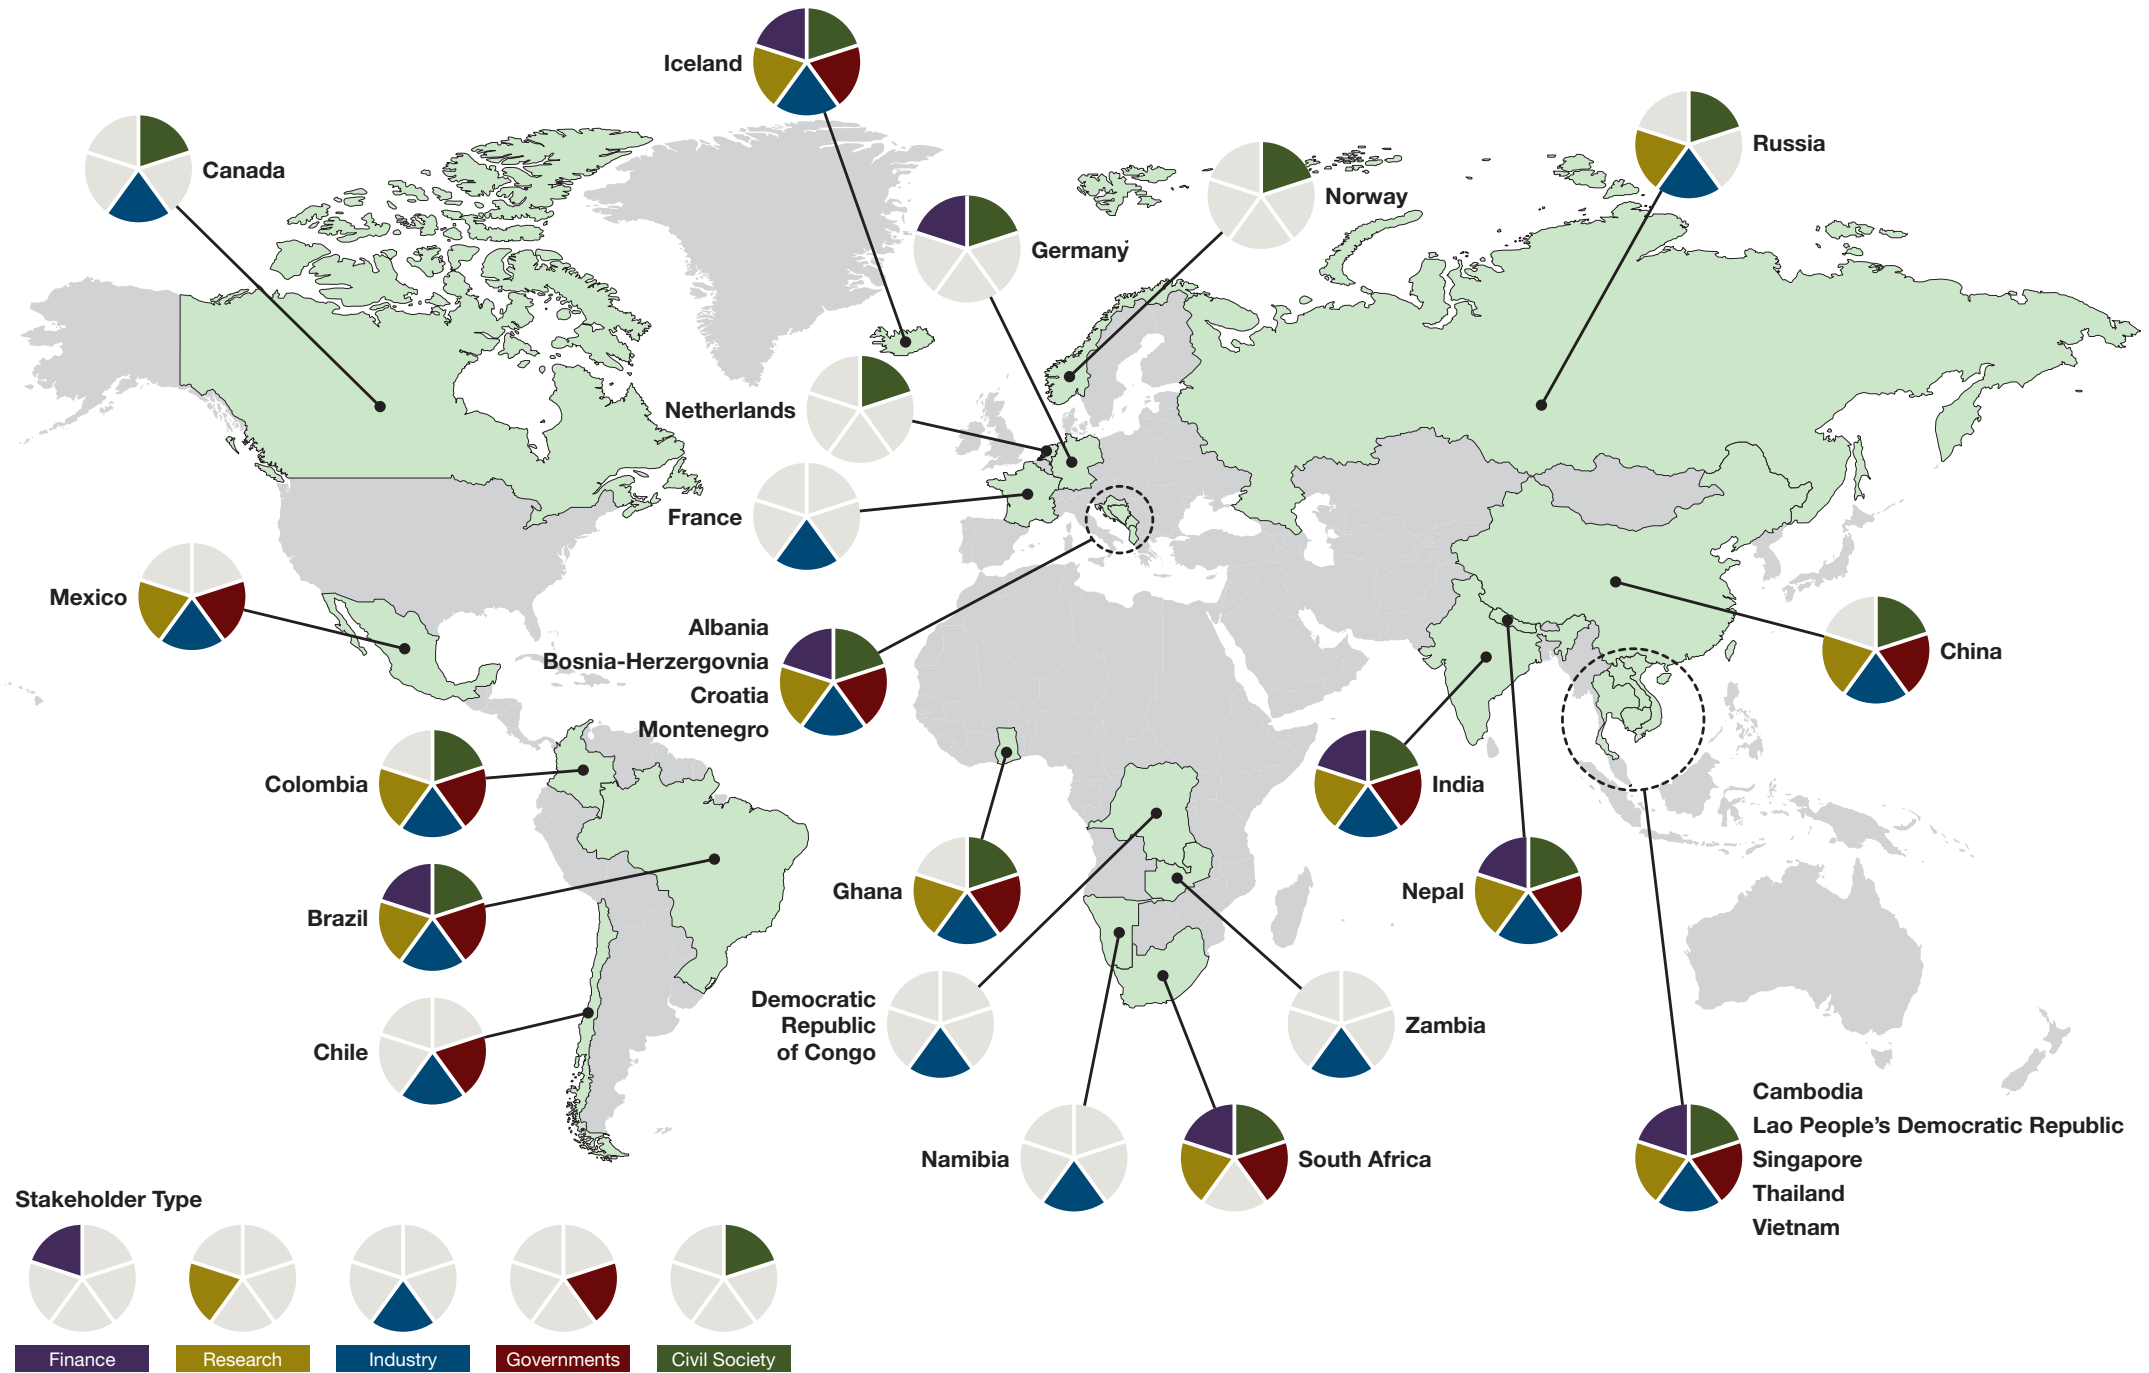 Iceland
Canada
Russia
Norway
Germany
Netherlands
France
Mexico
Albania
Bosnia-Herzergovnia
Croatia
Montenegro
China
Colombia
India
Brazil
Ghana
Nepal
Democratic
Republic
of Congo
Zambia
Chile
Namibia
South Africa
Cambodia
Lao People's Democratic Republic
Singapore
Thailand
Vietnam
Stakeholder Type
Finance
Research
Industry
Governments
Civil Society